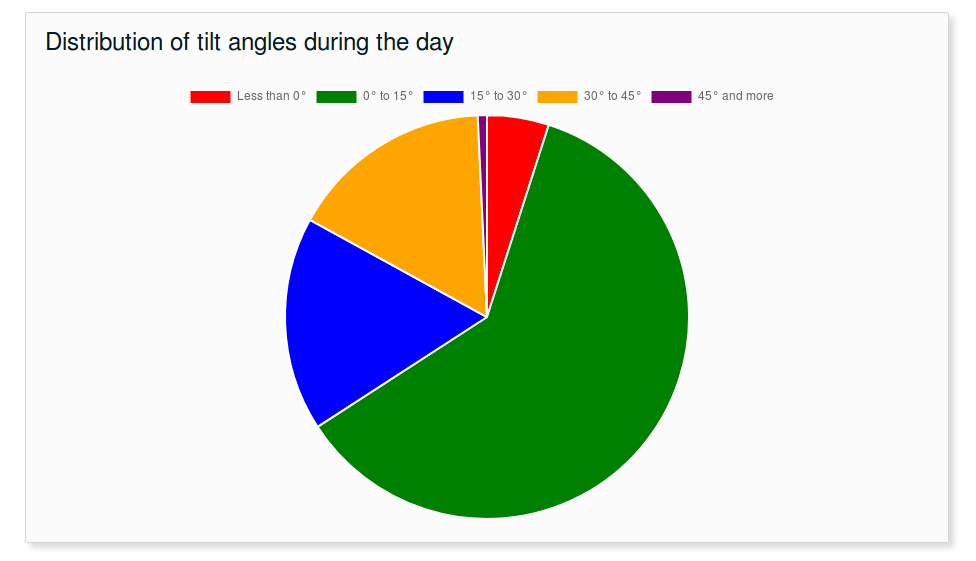 Distribution of tilt angles during the day
Less than 0° 0° to 15° 15° to 30° 30° to 45° 45° and more